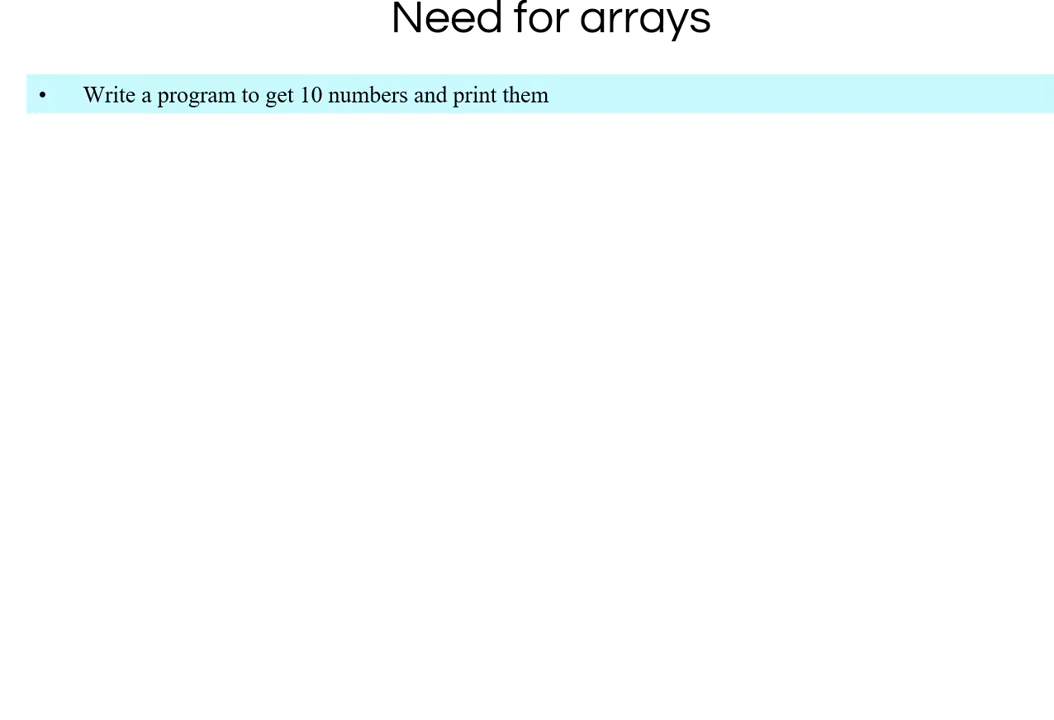 Need for arrays
• Write a program to get 10 numbers and print them